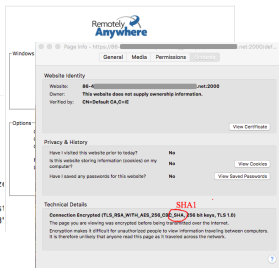 Remotely
Anywhere
Page Info - https://86-
.net:2000/def...
Windows
General Media Permissions
Website Identity
Website: 86-4 .net:2000
Owner: This website does not supply ownership information.
Verified by: CN=Default CA,C=IE
View Certificate
Options
Privacy & History
Have I visited this website prior to today? No
Is this website storing information (cookies) on my
computer? No View Cookies
Have I saved any passwords for this website? No View Saved Passwords
SHA1
Technical Details
Connection Encrypted (TLS_RSA_WITH_AES_256_CBC_SHA, 256 bit keys, TLS 1.0)
The page you are viewing was encrypted before being transmitted over the Internet.
Encryption makes it difficult for unauthorized people to view information traveling between computers.
It is therefore unlikely that anyone read this page as it traveled across the network.
?